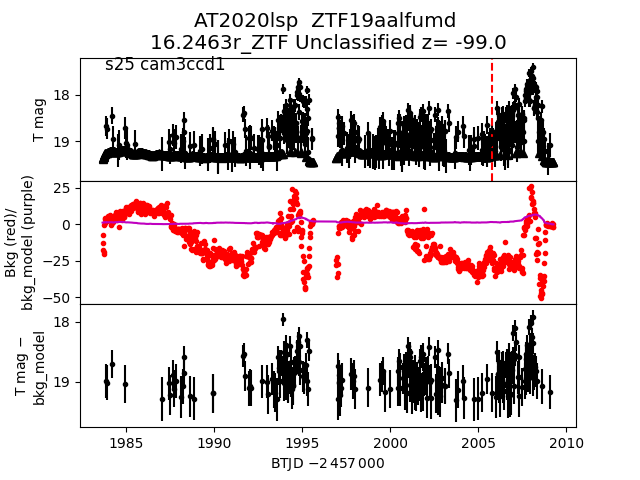 AT2020lsp  ZTF19aalfumd
16.2463r_ZTF Unclassified z= -99.0
s25 cam3ccd1
T mag
18
19
Bkg (red)/
bkg_model (purple)
25
0
−25
−50
T mag −
bkg_model
18
19
1985
1990
1995
2000
2005
2010
BTJD −2 457 000